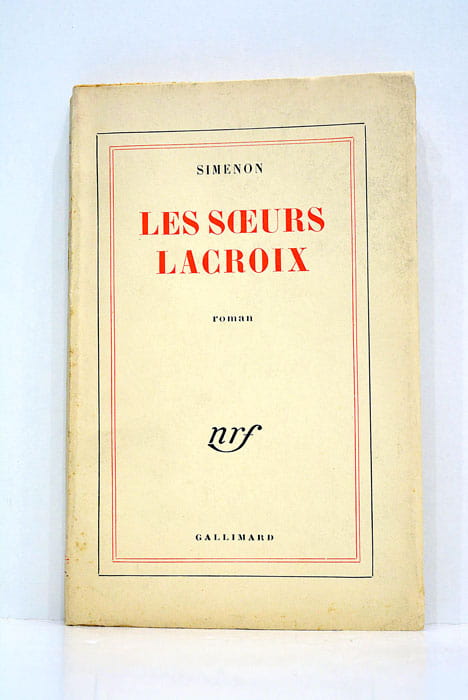 SIMENON
LES SŒURS
LACROIX
roman
nrf
GALLIMARD